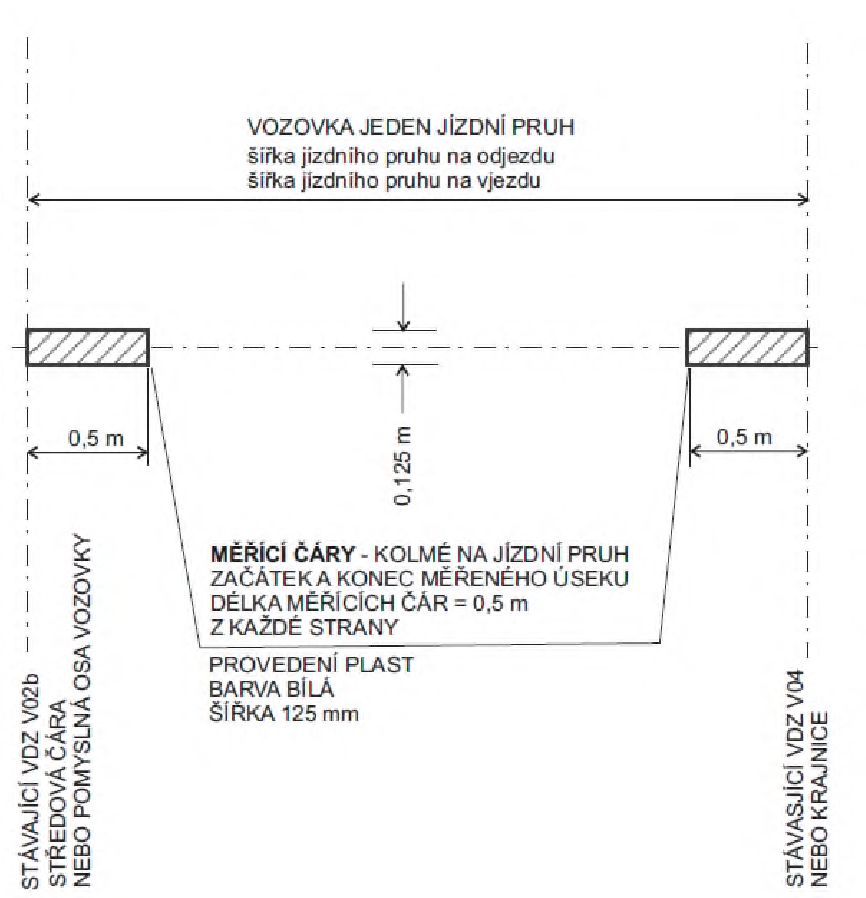 VOZOVKA JEDEN JÍZDNÍ PRUH
šířka jízdního pruhu na odjezdu
šířka jízdního pruhu na vjezdu
0,5 m
0,125 m
0,5 m
MĚŘÍCÍ ČÁRY - KOLMÉ NA JÍZDNÍ PRUH
ZAČÁTEK A KONEC MĚŘENÉHO ÚSEKU
DÉLKA MĚŘÍCÍCH ČAR = 0,5 m
Z KAŽDÉ STRANY
PROVEDENÍ PLAST
BARVA BÍLÁ
ŠÍŘKA 125 mm
STÁVAJÍCÍ VDZ V02b
STŘEDOVÁ ČÁRA
NEBO POMYSLNÁ OSA VOZOVKY
STÁVASJÍCÍ VDZ V04
NEBO KRAJNICE